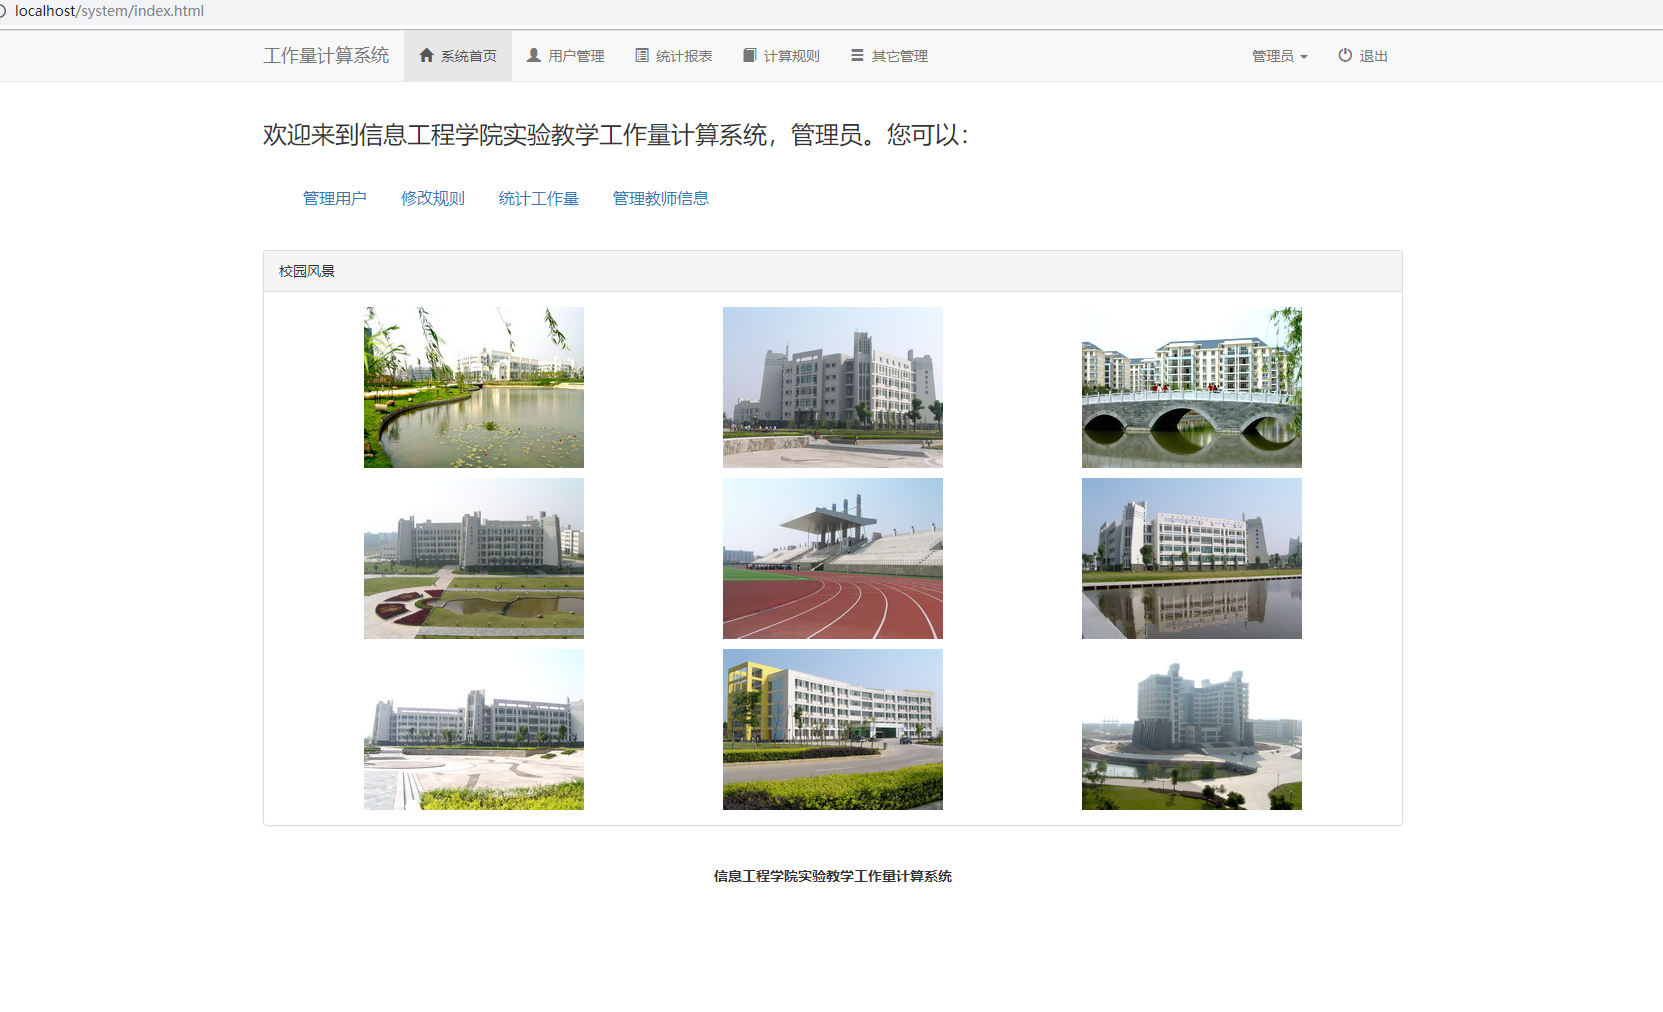 localhost/system/index.html
工作量计算系统 系统首页 用户管理 统计报表 计算规则 其它管理 管理员 退出
欢迎来到信息工程学院实验教学工作量计算系统，管理员。您可以：
管理用户 修改规则 统计工作量 管理教师信息
校园风景
信息工程学院实验教学工作量计算系统